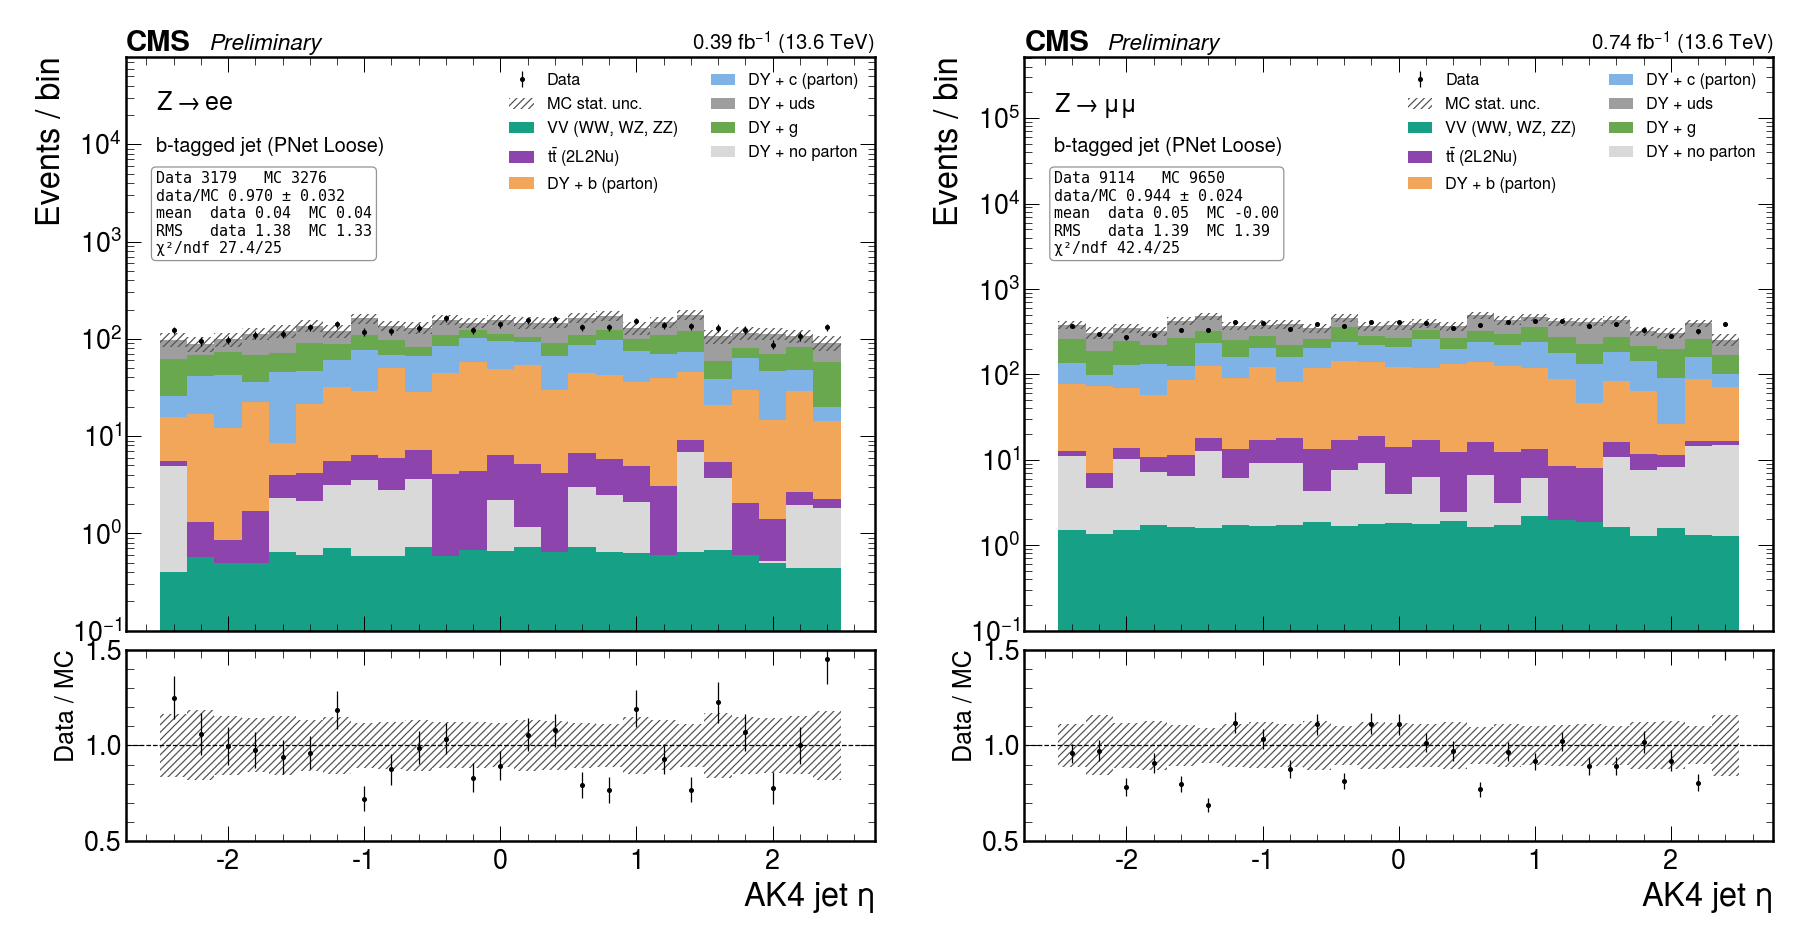 CMS Preliminary 0.39 fb⁻¹ (13.6 TeV)
Events / bin
Z → ee
b-tagged jet (PNet Loose)
Data 3179 MC 3276
data/MC 0.970 ± 0.032
mean data 0.04 MC 0.04
RMS data 1.38 MC 1.33
χ²/ndf 27.4/25
Data
MC stat. unc.
VV (WW, WZ, ZZ)
tt̄ (2L2Nu)
DY + b (parton)
DY + c (parton)
DY + uds
DY + g
DY + no parton
10⁴
10³
10²
10¹
10⁰
10⁻¹
Data / MC
1.5
1.0
0.5
-2 -1 0 1 2
AK4 jet η
CMS Preliminary 0.74 fb⁻¹ (13.6 TeV)
Events / bin
Z → μμ
b-tagged jet (PNet Loose)
Data 9114 MC 9650
data/MC 0.944 ± 0.024
mean data 0.05 MC -0.00
RMS data 1.39 MC 1.39
χ²/ndf 42.4/25
Data
MC stat. unc.
VV (WW, WZ, ZZ)
tt̄ (2L2Nu)
DY + b (parton)
DY + c (parton)
DY + uds
DY + g
DY + no parton
10⁵
10⁴
10³
10²
10¹
10⁰
10⁻¹
Data / MC
1.5
1.0
0.5
-2 -1 0 1 2
AK4 jet η